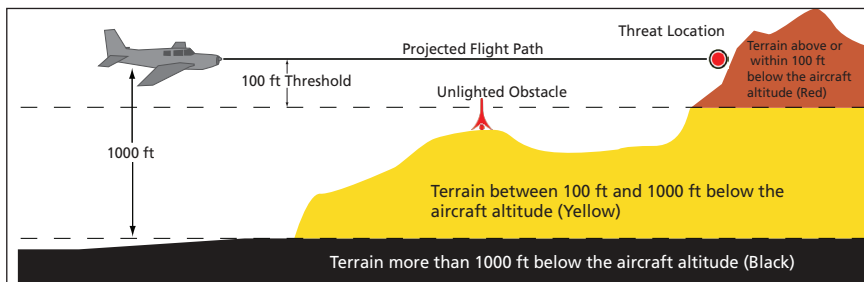 Threat Location
Projected Flight Path
Terrain above or
within 100 ft
below the aircraft
altitude (Red)
100 ft Threshold
Unlighted Obstacle
1000 ft
Terrain between 100 ft and 1000 ft below the
aircraft altitude (Yellow)
Terrain more than 1000 ft below the aircraft altitude (Black)